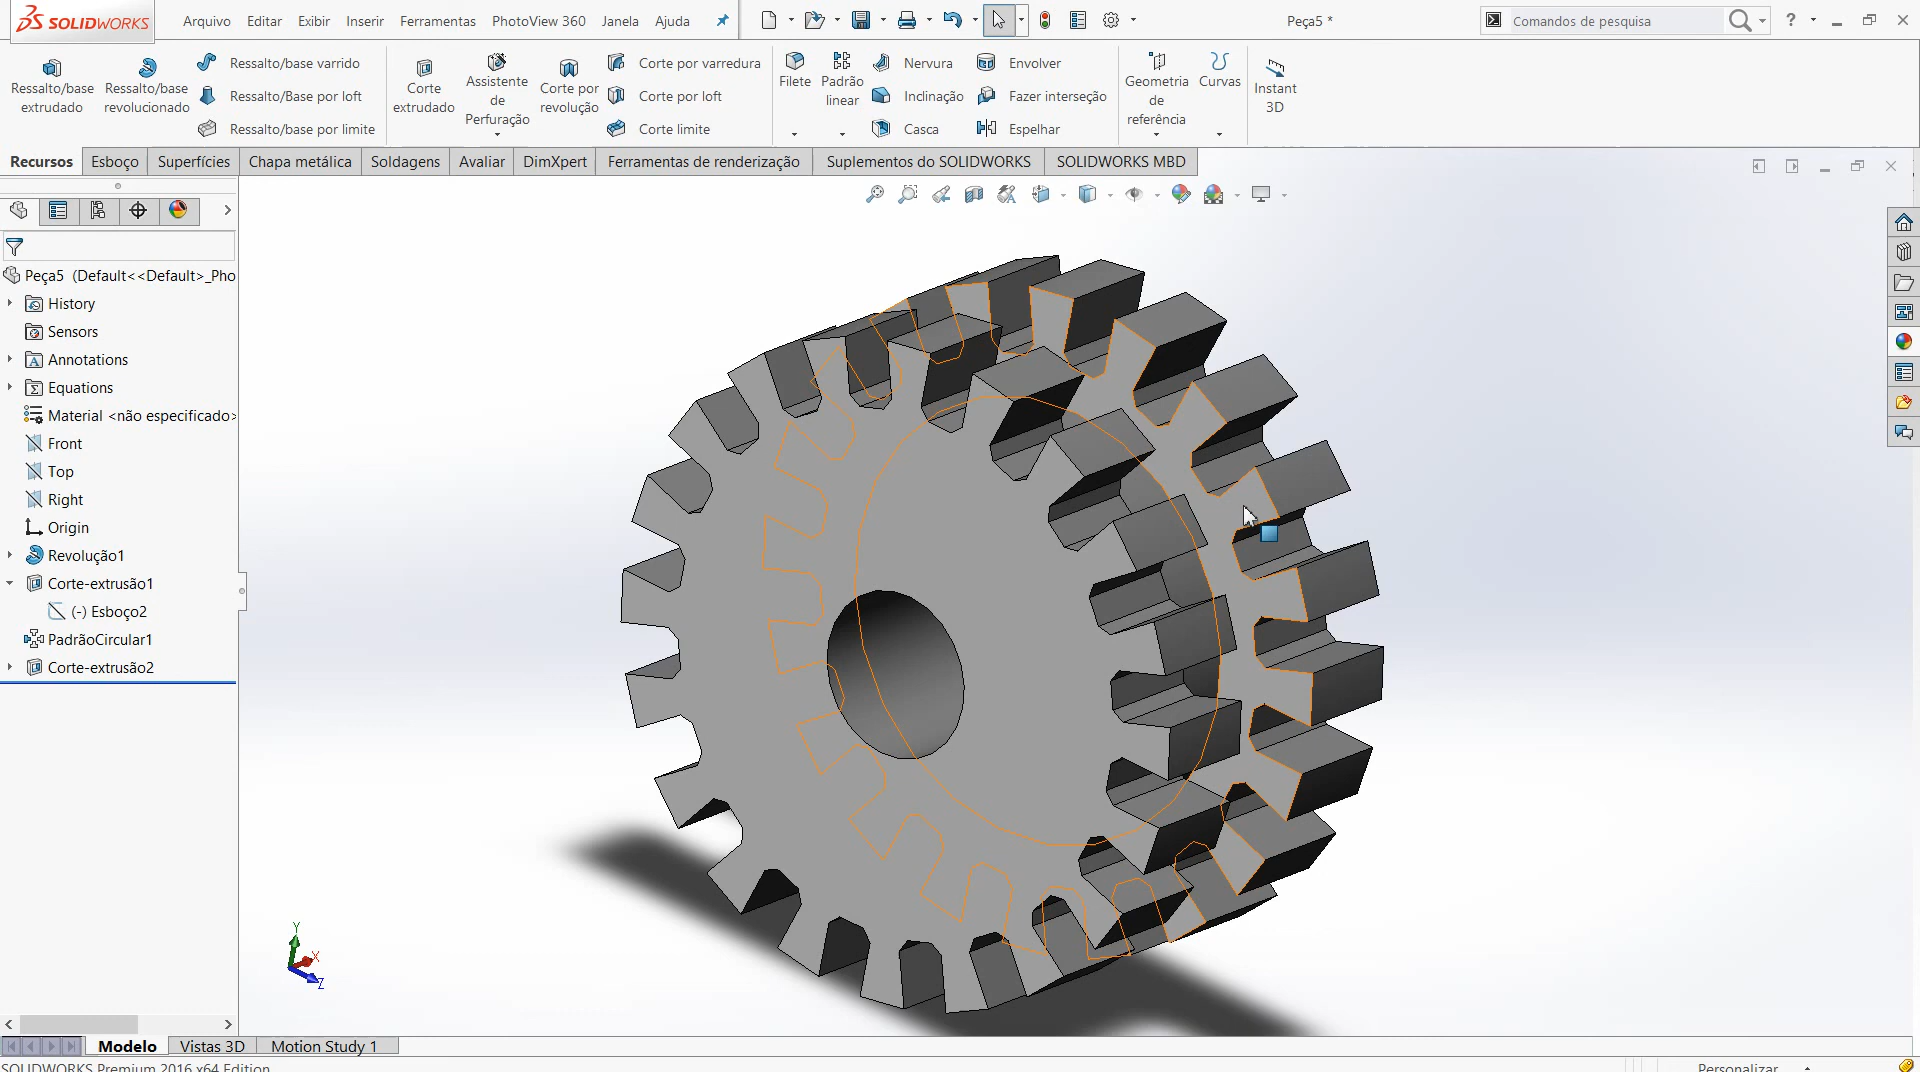 SOLIDWORKS
Arquivo Editar Exibir Inserir Ferramentas PhotoView 360 Janela Ajuda
Peça5 *
Comandos de pesquisa
?
Ressalto/base extrudado
Ressalto/base revolucionado
Ressalto/base varrido
Ressalto/Base por loft
Ressalto/base por limite
Corte extrudado
Assistente de Perfuração
Corte por revolução
Corte por varredura
Corte por loft
Corte limite
Filete
Padrão linear
Nervura
Inclinação
Casca
Envolver
Fazer interseção
Espelhar
Geometria de referência
Curvas
Instant 3D
Recursos Esboço Superfícies Chapa metálica Soldagens Avaliar DimXpert Ferramentas de renderização Suplementos do SOLIDWORKS SOLIDWORKS MBD
Peça5 (Default<<Default>_Pho
History
Sensors
Annotations
Equations
Material <não especificado>
Front
Top
Right
Origin
Revolução1
Corte-extrusão1
(-) Esboço2
PadrãoCircular1
Corte-extrusão2
Y
X
Z
Modelo Vistas 3D Motion Study 1
SOLIDWORKS Premium 2016 x64 Edition
Personalizar